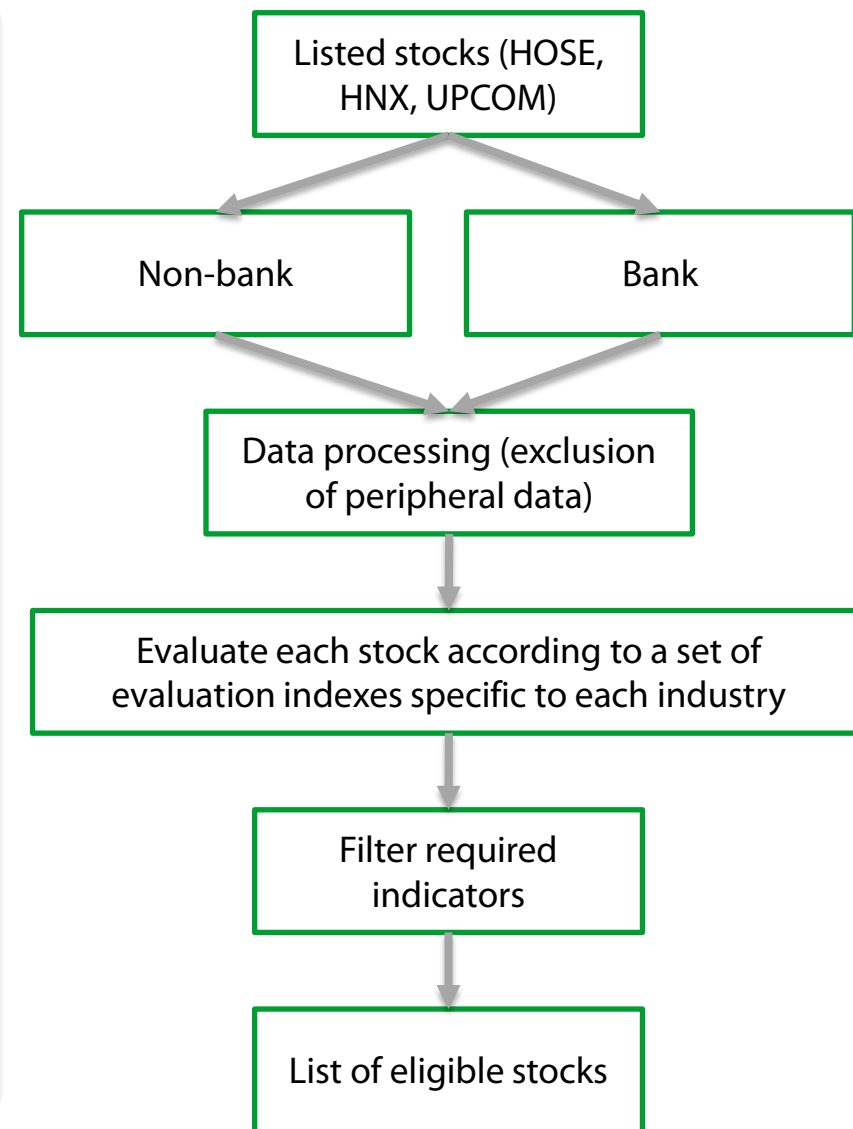 Listed stocks (HOSE,
HNX, UPCOM)
Non-bank
Bank
Data processing (exclusion
of peripheral data)
Evaluate each stock according to a set of
evaluation indexes specific to each industry
Filter required
indicators
List of eligible stocks